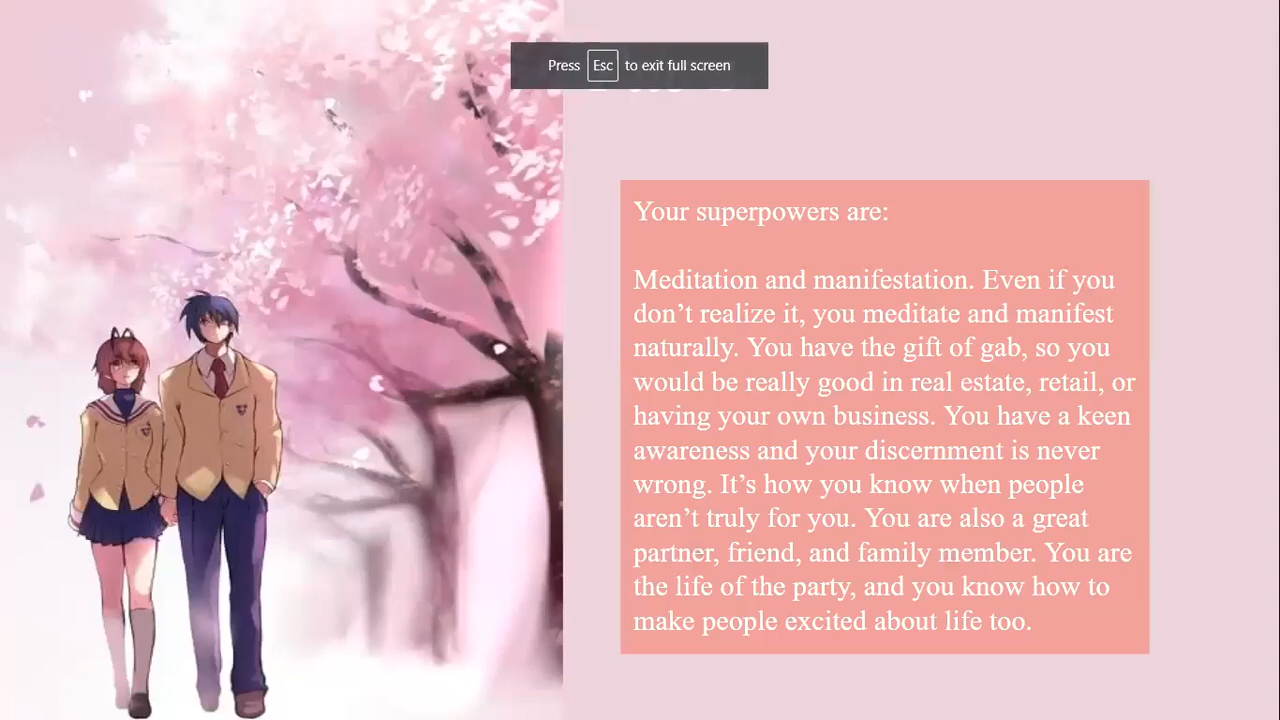 Press Esc to exit full screen
Your superpowers are:
Meditation and manifestation. Even if you
don’t realize it, you meditate and manifest
naturally. You have the gift of gab, so you
would be really good in real estate, retail, or
having your own business. You have a keen
awareness and your discernment is never
wrong. It’s how you know when people
aren’t truly for you. You are also a great
partner, friend, and family member. You are
the life of the party, and you know how to
make people excited about life too.